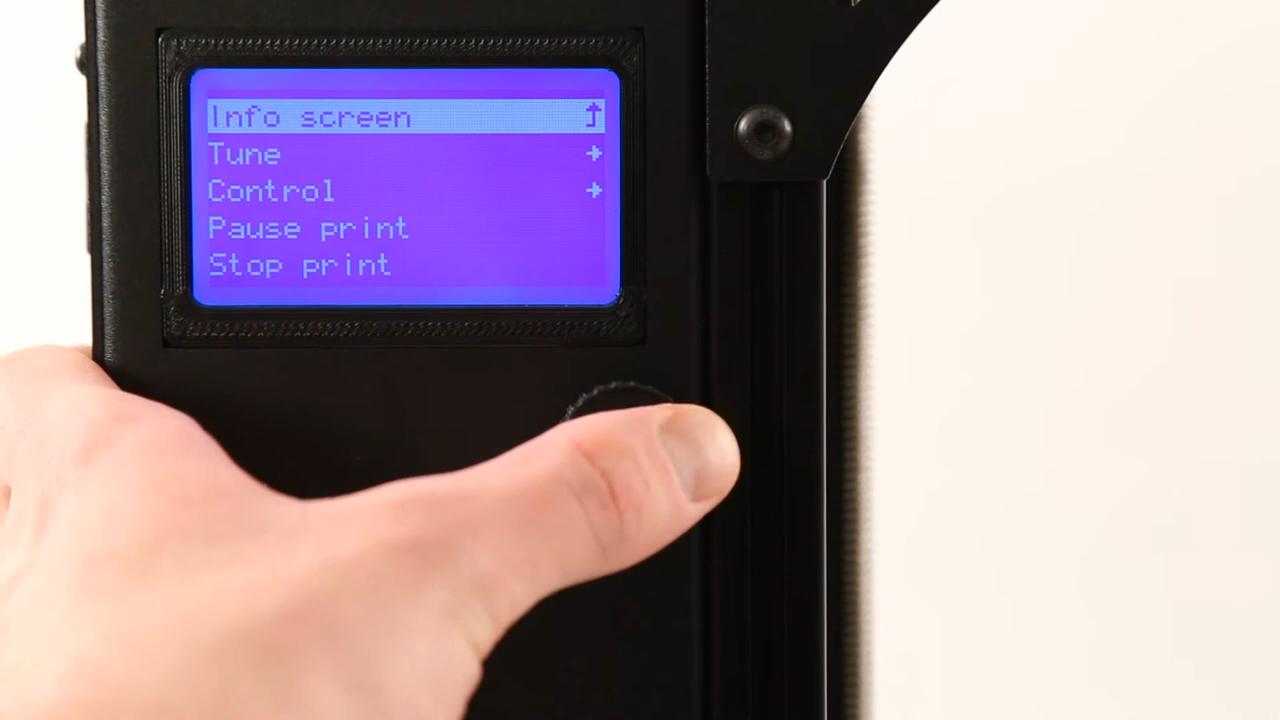 Info screen
Tune
Control
Pause print
Stop print